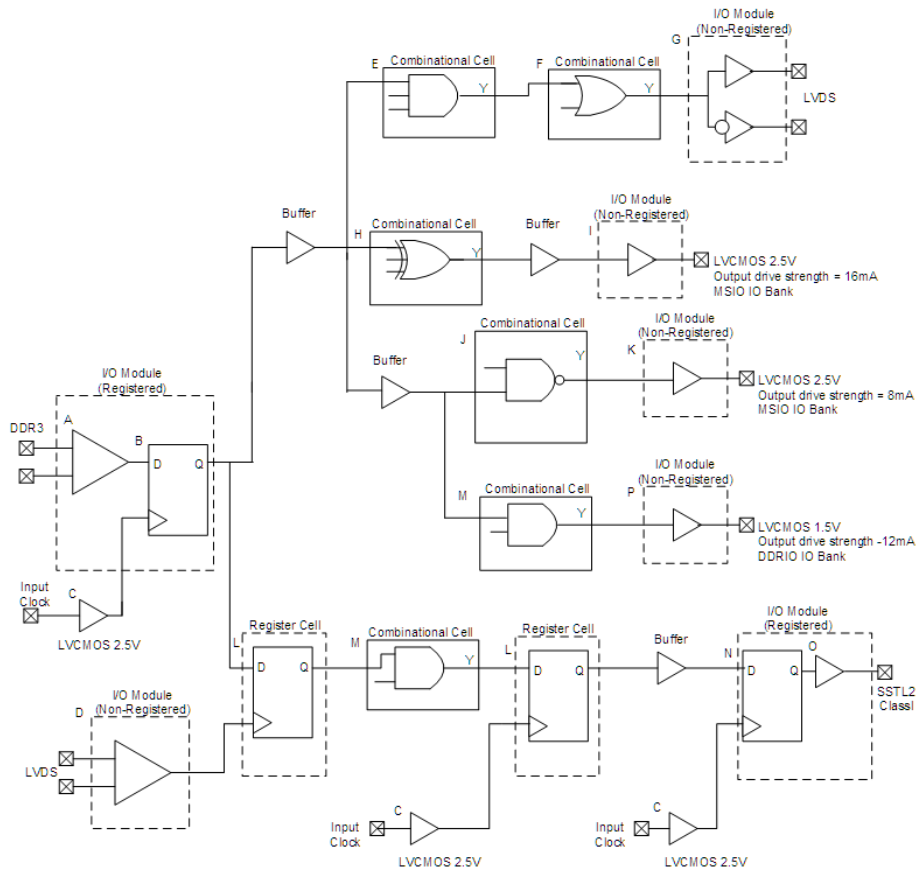 I/O Module
(Non-Registered)
G
LVDS
E
Combinational Cell
Y
F
Combinational Cell
Y
Buffer
H
Combinational Cell
Y
Buffer
I/O Module
(Non-Registered)
I
LVCMOS 2.5V
Output drive strength = 16mA
MSIO IO Bank
Buffer
J
Combinational Cell
Y
I/O Module
(Non-Registered)
K
LVCMOS 2.5V
Output drive strength = 8mA
MSIO IO Bank
I/O Module
(Registered)
DDR3
A
B
D
Q
M
Combinational Cell
Y
I/O Module
(Non-Registered)
P
LVCMOS 1.5V
Output drive strength -12mA
DDRIO IO Bank
Input
Clock
C
LVCMOS 2.5V
Register Cell
L
D
Q
M
Combinational Cell
Y
Register Cell
L
D
Q
Buffer
I/O Module
(Registered)
N
D
Q
O
SSTL2
ClassI
I/O Module
(Non-Registered)
D
LVDS
Input
Clock
C
LVCMOS 2.5V
Input
Clock
C
LVCMOS 2.5V